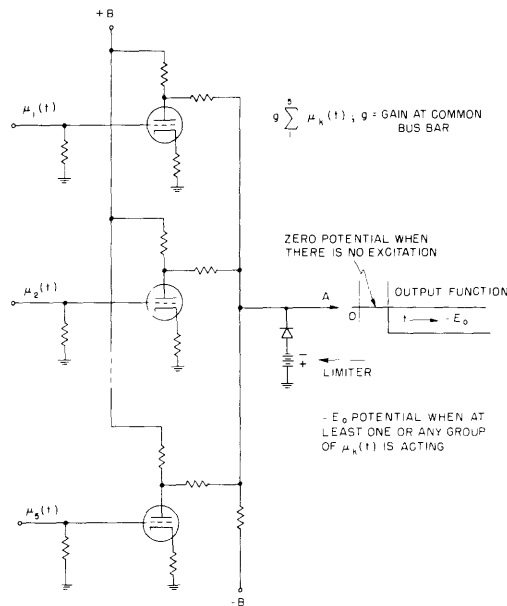 +B
μ₁(t)
g 5 Σ 1 μₖ(t) ; g = GAIN AT COMMON
BUS BAR
ZERO POTENTIAL WHEN
THERE IS NO EXCITATION
μ₂(t)
A
OUTPUT FUNCTION
O
t → -E₀
- +
LIMITER
-E₀ POTENTIAL WHEN AT
LEAST ONE OR ANY GROUP
OF μₖ(t) IS ACTING
μ₅(t)
-B